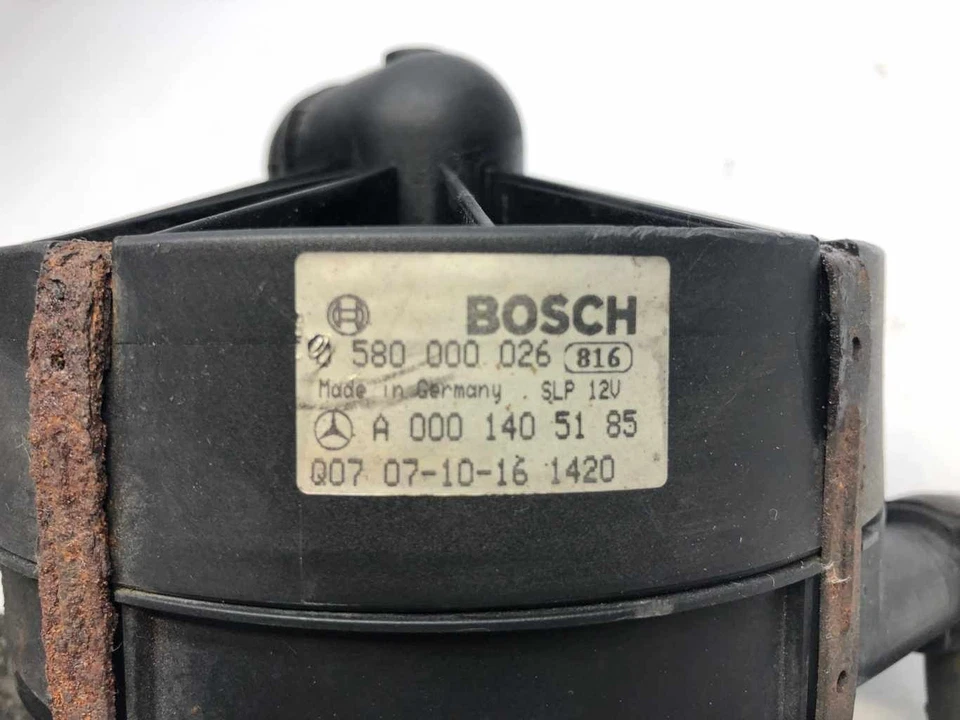 BOSCH
0 580 000 026 816
Made in Germany . SLP 12V
A 000 140 51 85
Q07 07-10-16 1420